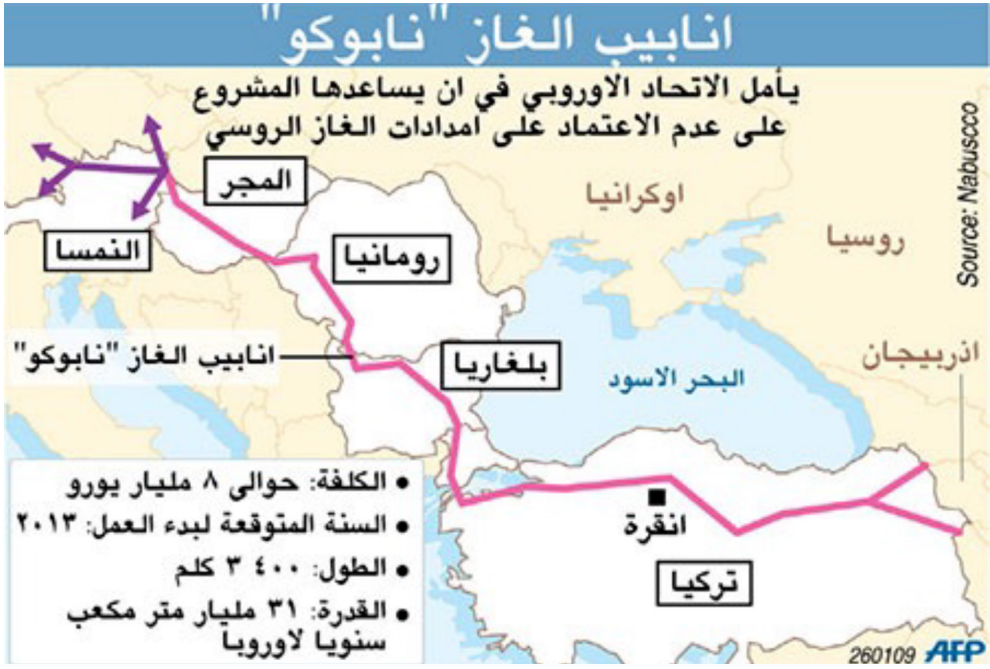 انابيب الغاز "نابوكو"
يأمل الاتحاد الاوروبي في ان يساعدها المشروع
على عدم الاعتماد على امدادات الغاز الروسي
Source: Nabuscco
المجر
اوكرانيا
روسيا
النمسا
رومانيا
انابيب الغاز "نابوكو"
بلغاريا
البحر الاسود
اذربيجان
انقرة
تركيا
• الكلفة: حوالى ٨ مليار يورو
• السنة المتوقعة لبدء العمل: ٢٠١٣
• الطول: ٤٠٠ ٣ كلم
• القدرة: ٣١ مليار متر مكعب
سنويا لاوروبا
260109 AFP